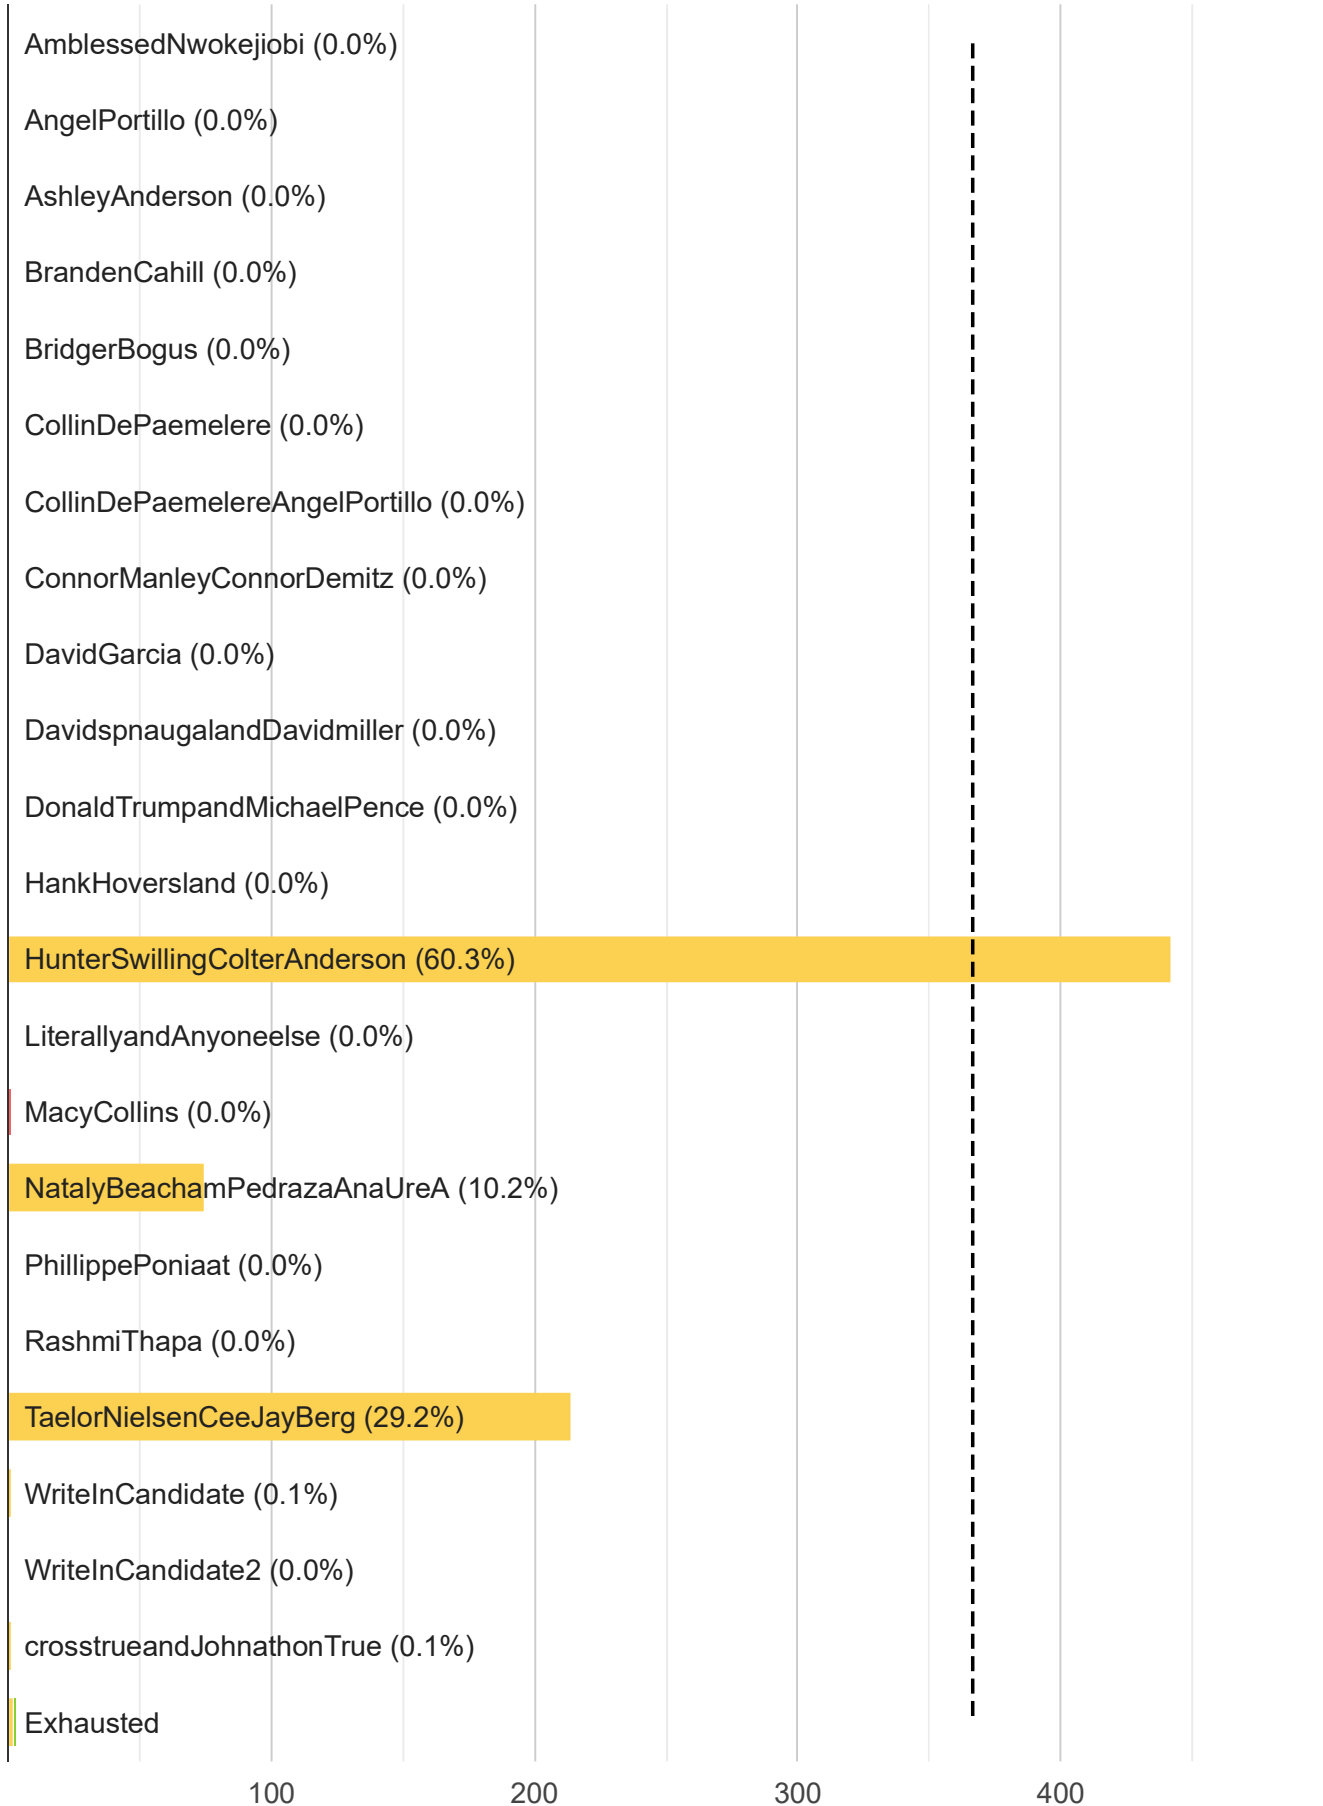 AmblessedNwokejiobi (0.0%)
AngelPortillo (0.0%)
AshleyAnderson (0.0%)
BrandenCahill (0.0%)
BridgerBogus (0.0%)
CollinDePaemelere (0.0%)
CollinDePaemelereAngelPortillo (0.0%)
ConnorManleyConnorDemitz (0.0%)
DavidGarcia (0.0%)
DavidspnaugalandDavidmiller (0.0%)
DonaldTrumpandMichaelPence (0.0%)
HankHoversland (0.0%)
HunterSwillingColterAnderson (60.3%)
LiterallyandAnyoneelse (0.0%)
MacyCollins (0.0%)
NatalyBeachamPedrazaAnaUreA (10.2%)
PhillippePoniaat (0.0%)
RashmiThapa (0.0%)
TaelorNielsenCeeJayBerg (29.2%)
WriteInCandidate (0.1%)
WriteInCandidate2 (0.0%)
crosstrueandJohnathonTrue (0.1%)
Exhausted
100 200 300 400